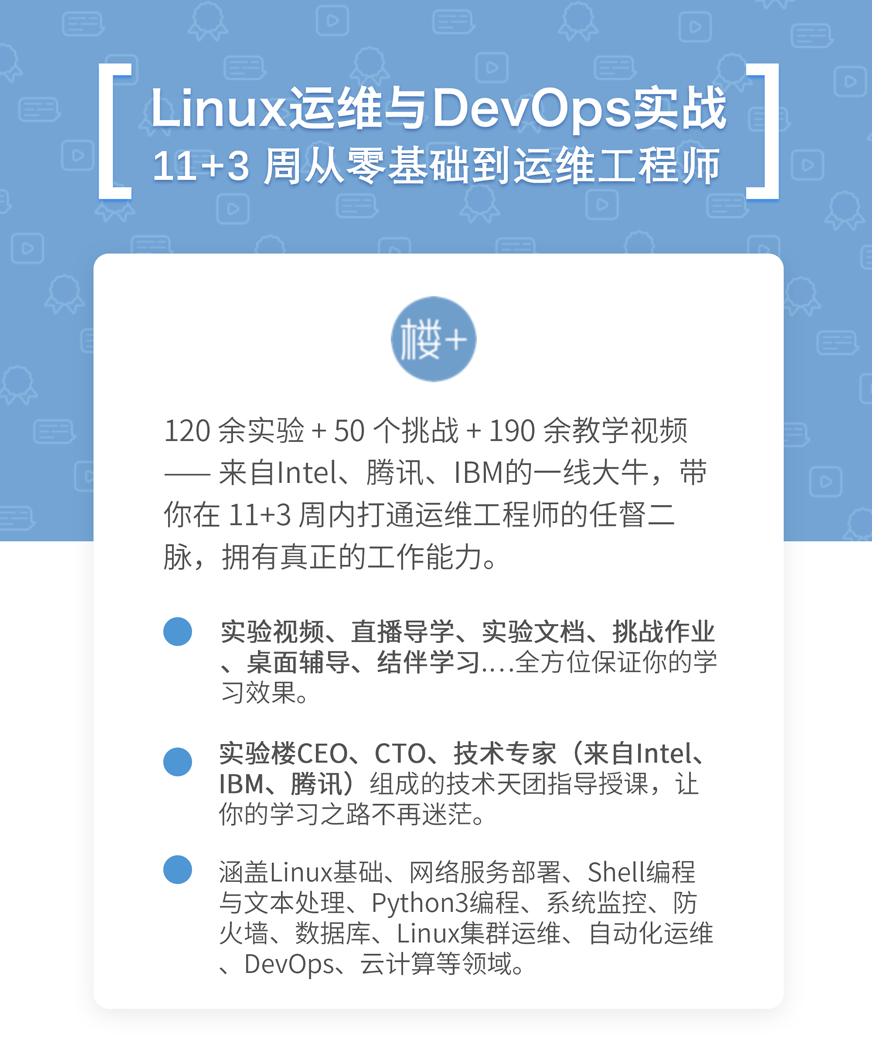 Linux运维与DevOps实战
11+3 周从零基础到运维工程师
楼+
120 余实验 + 50 个挑战 + 190 余教学视频
—— 来自Intel、腾讯、IBM的一线大牛，带
你在 11+3 周内打通运维工程师的任督二
脉，拥有真正的工作能力。
实验视频、直播导学、实验文档、挑战作业
、桌面辅导、结伴学习....全方位保证你的学
习效果。
实验楼CEO、CTO、技术专家（来自Intel、
IBM、腾讯）组成的技术天团指导授课，让
你的学习之路不再迷茫。
涵盖Linux基础、网络服务部署、Shell编程
与文本处理、Python3编程、系统监控、防
火墙、数据库、Linux集群运维、自动化运维
、DevOps、云计算等领域。